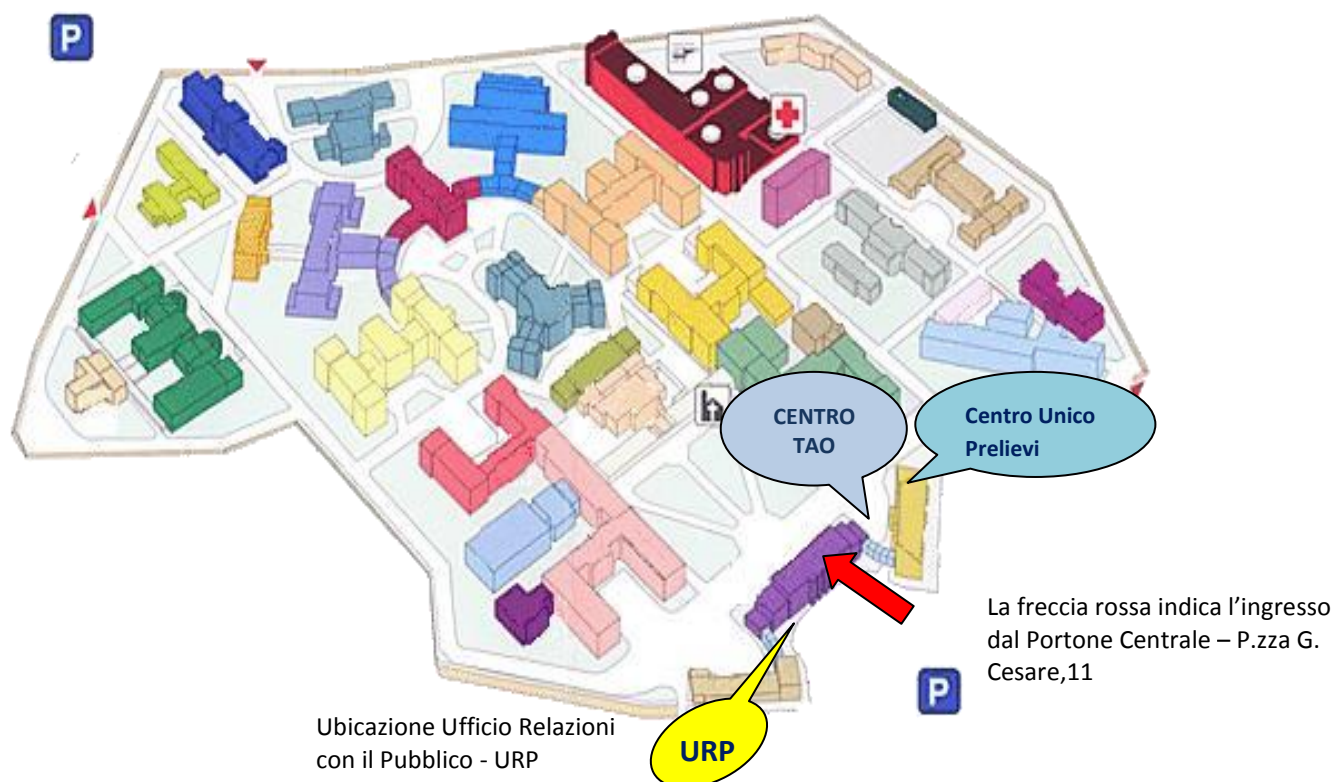 P
CENTRO
TAO
Centro Unico
Prelievi
La freccia rossa indica l’ingresso
dal Portone Centrale – P.zza G.
Cesare,11
P
Ubicazione Ufficio Relazioni
con il Pubblico - URP
URP